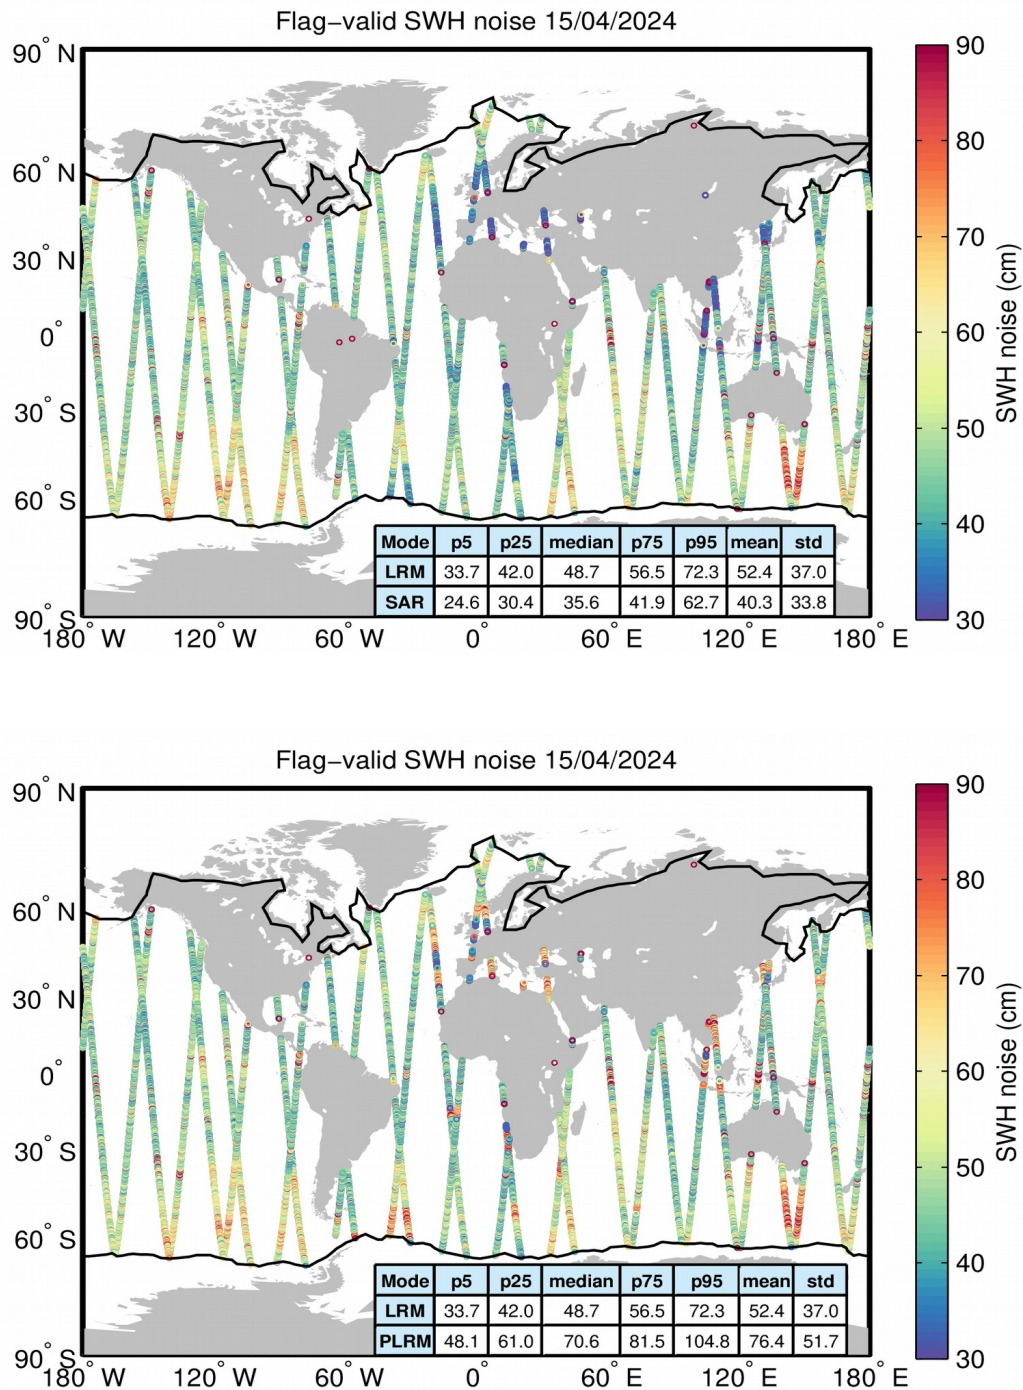 Flag−valid SWH noise 15/04/2024
90° N
60° N
30° N
0°
30° S
60° S
90° S
180° W 120° W 60° W 0° 60° E 120° E 180° E
90
80
70
60
50
40
30
SWH noise (cm)
Mode p5 p25 median p75 p95 mean std
LRM 33.7 42.0 48.7 56.5 72.3 52.4 37.0
SAR 24.6 30.4 35.6 41.9 62.7 40.3 33.8
Flag−valid SWH noise 15/04/2024
90° N
60° N
30° N
0°
30° S
60° S
90° S
180° W 120° W 60° W 0° 60° E 120° E 180° E
90
80
70
60
50
40
30
SWH noise (cm)
Mode p5 p25 median p75 p95 mean std
LRM 33.7 42.0 48.7 56.5 72.3 52.4 37.0
PLRM 48.1 61.0 70.6 81.5 104.8 76.4 51.7